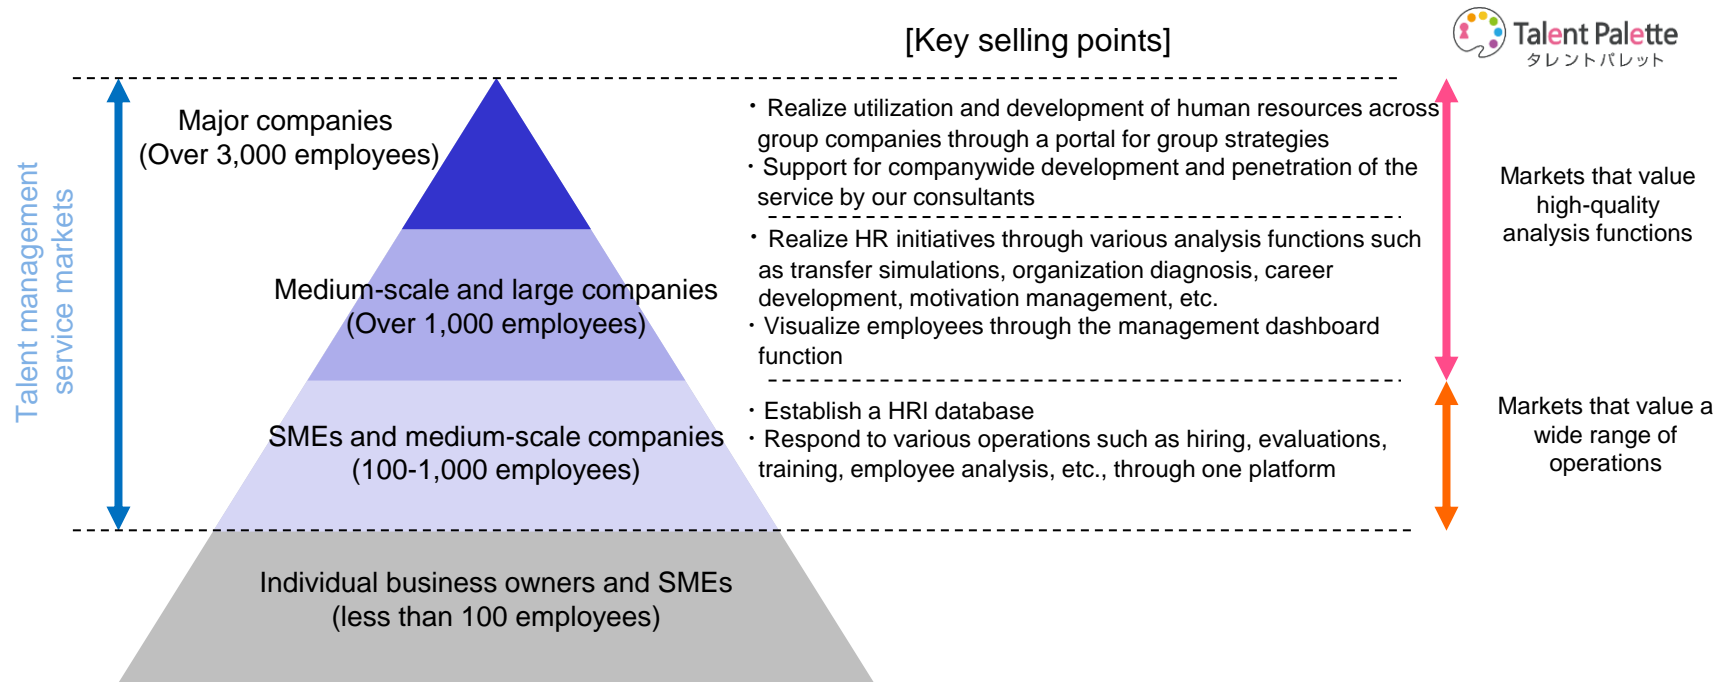 [Key selling points]
Talent Palette
タレントパレット
Talent management
service markets
Major companies
(Over 3,000 employees)
・Realize utilization and development of human resources across
group companies through a portal for group strategies
・Support for companywide development and penetration of the
service by our consultants
Markets that value
high-quality
analysis functions
Medium-scale and large companies
(Over 1,000 employees)
・Realize HR initiatives through various analysis functions such
as transfer simulations, organization diagnosis, career
development, motivation management, etc.
・Visualize employees through the management dashboard
function
SMEs and medium-scale companies
(100-1,000 employees)
・Establish a HRI database
・Respond to various operations such as hiring, evaluations,
training, employee analysis, etc., through one platform
Markets that value a
wide range of
operations
Individual business owners and SMEs
(less than 100 employees)